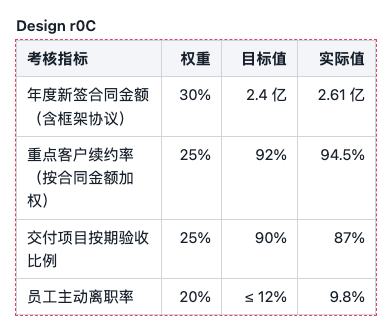 Design r0C
考核指标 权重 目标值 实际值
年度新签合同金额 30% 2.4 亿 2.61 亿
（含框架协议）
重点客户续约率 25% 92% 94.5%
（按合同金额加
权）
交付项目按期验收 25% 90% 87%
比例
员工主动离职率 20% ≤ 12% 9.8%